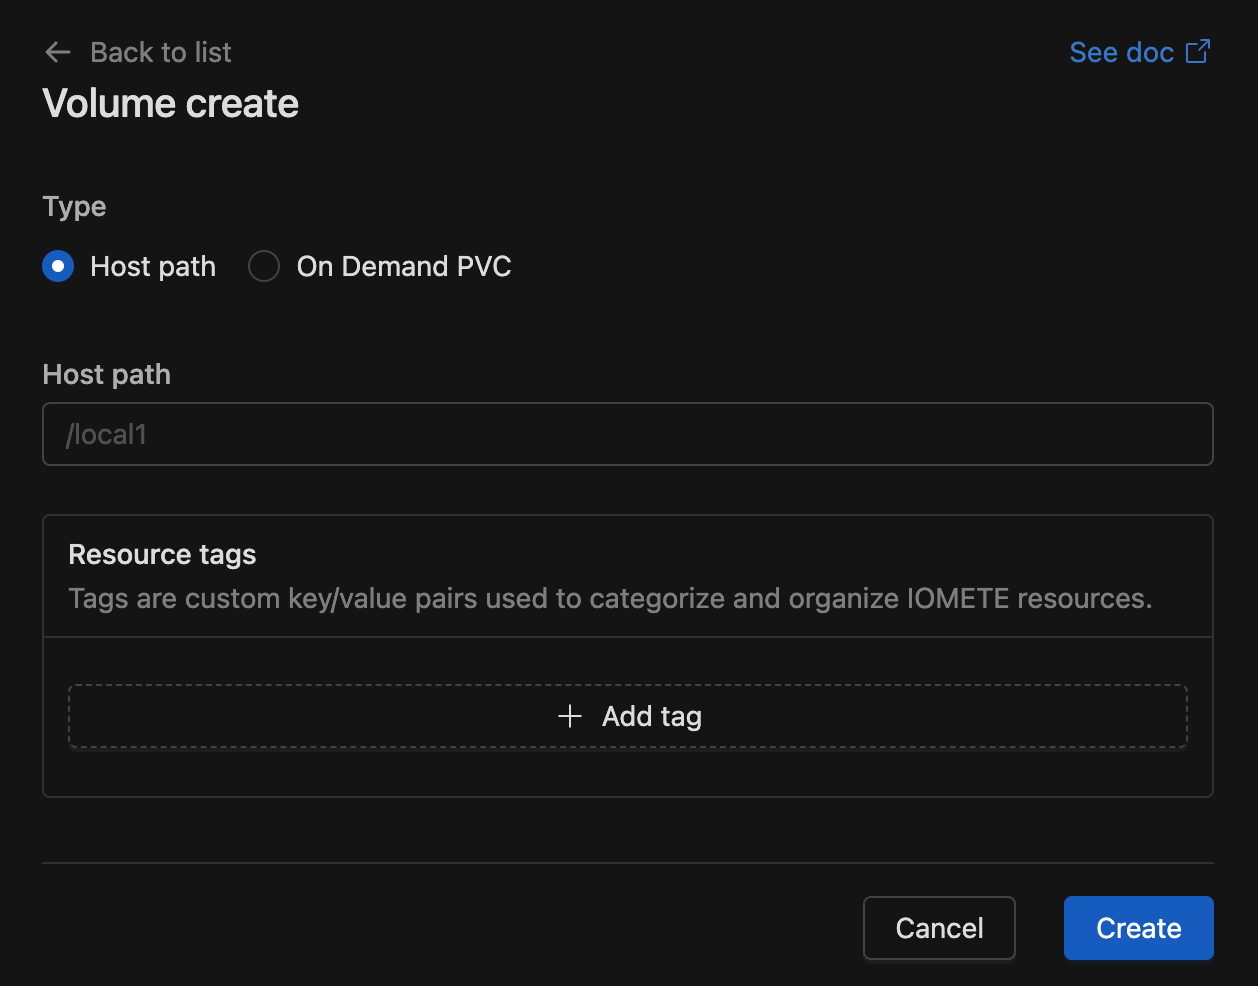 Back to list
See doc
Volume create
Type
Host path
On Demand PVC
Host path
/local1
Resource tags
Tags are custom key/value pairs used to categorize and organize IOMETE resources.
Add tag
Cancel
Create